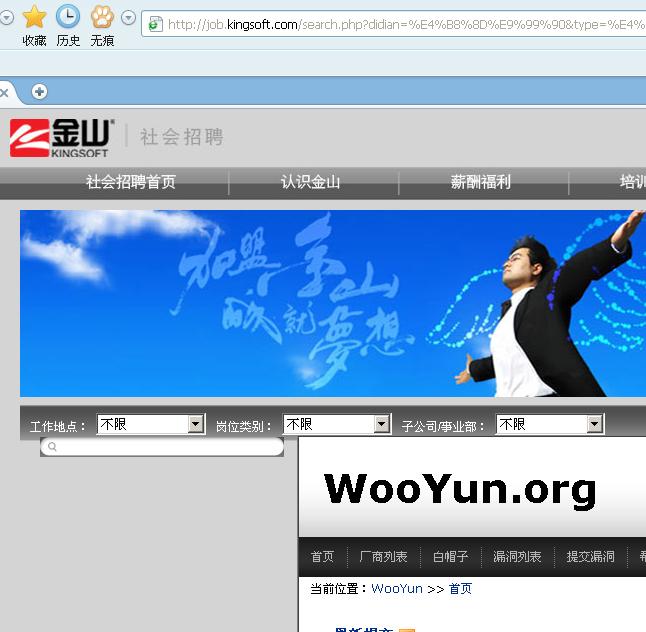 收藏 历史 无痕
http://job.kingsoft.com/search.php?didian=%E4%B8%8D%E9%99%90&type=%E4%
金山 KINGSOFT 社会招聘
社会招聘首页 认识金山 薪酬福利 培训
加盟金山
成就夢想
工作地点： 不限 岗位类别： 不限 子公司/事业部： 不限
WooYun.org
首页 厂商列表 白帽子 漏洞列表 提交漏洞
当前位置：WooYun >> 首页
最新提交